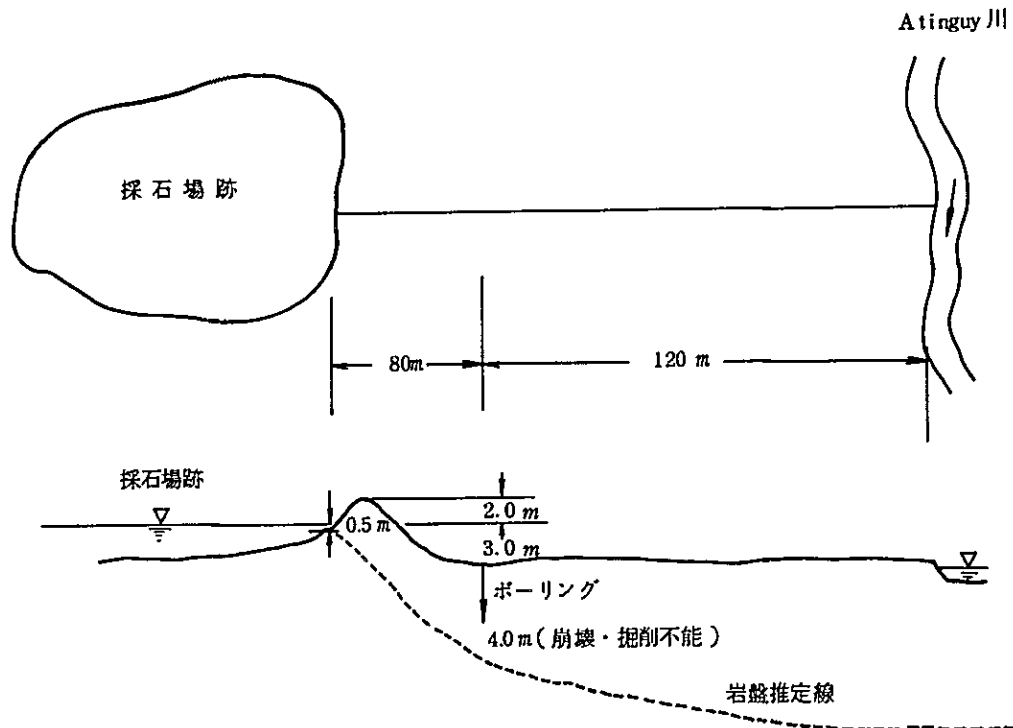 Atinguy川
採石場跡
80m
120 m
採石場跡
2.0 m
0.5 m
3.0 m
ボーリング
4.0m(崩壊・掘削不能)
岩盤推定線